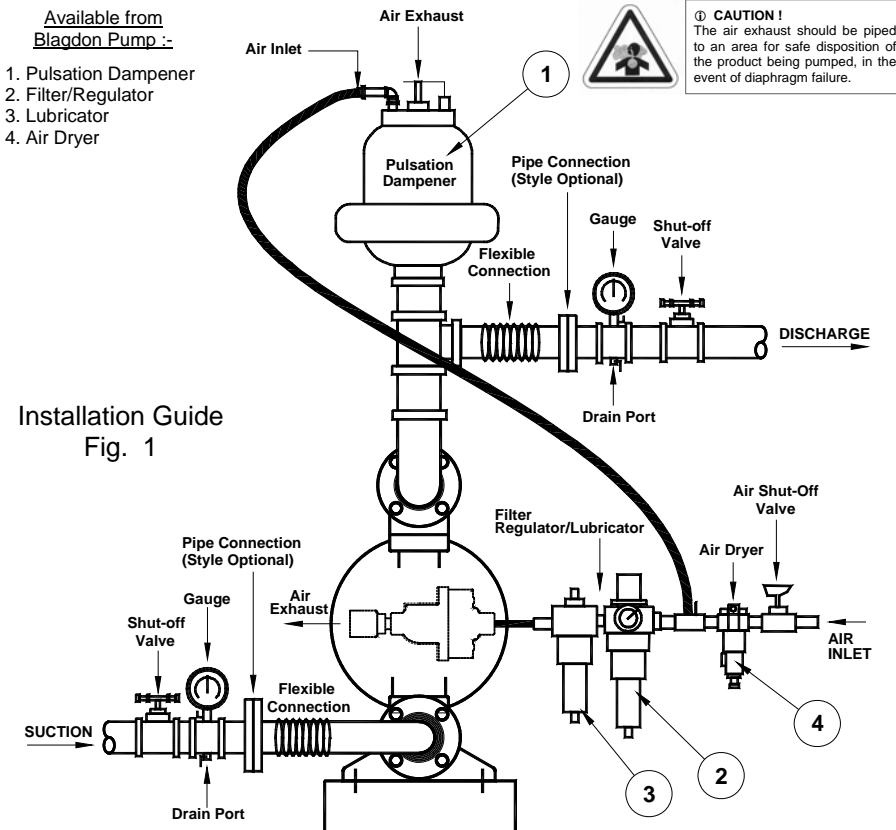 Available from
Blagdon Pump :-
1. Pulsation Dampener
2. Filter/Regulator
3. Lubricator
4. Air Dryer
Air Exhaust
Air Inlet
1
ⓘ CAUTION !
The air exhaust should be piped
to an area for safe disposition of
the product being pumped, in the
event of diaphragm failure.
Pulsation
Dampener
Pipe Connection
(Style Optional)
Gauge
Shut-off
Valve
Flexible
Connection
DISCHARGE
Drain Port
Installation Guide
Fig. 1
Air Shut-Off
Valve
Filter
Regulator/Lubricator
Air Dryer
Pipe Connection
(Style Optional)
Air
Exhaust
Gauge
Shut-off
Valve
AIR
INLET
Flexible
Connection
SUCTION
4
2
3
Drain Port